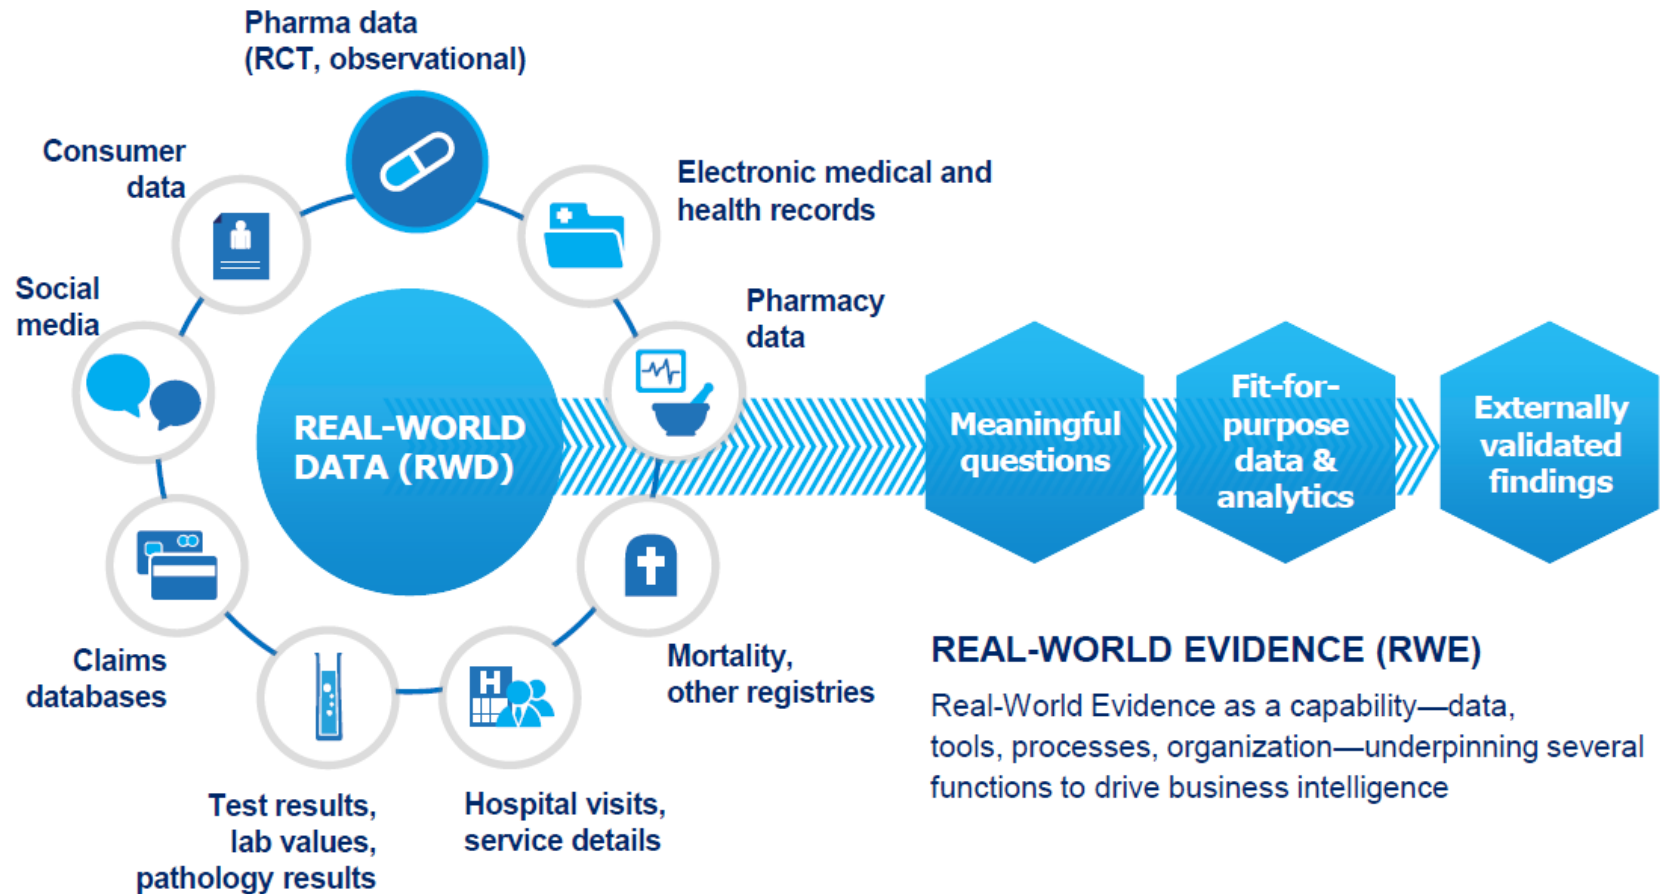 Pharma data
(RCT, observational)
Consumer
data
Electronic medical and
health records
Social
media
Pharmacy
data
REAL-WORLD
DATA (RWD)
Meaningful
questions
Fit-for-
purpose
data &
analytics
Externally
validated
findings
H
Claims
databases
Mortality,
other registries
Test results,
lab values,
pathology results
Hospital visits,
service details
REAL-WORLD EVIDENCE (RWE)
Real-World Evidence as a capability—data,
tools, processes, organization—underpinning several
functions to drive business intelligence